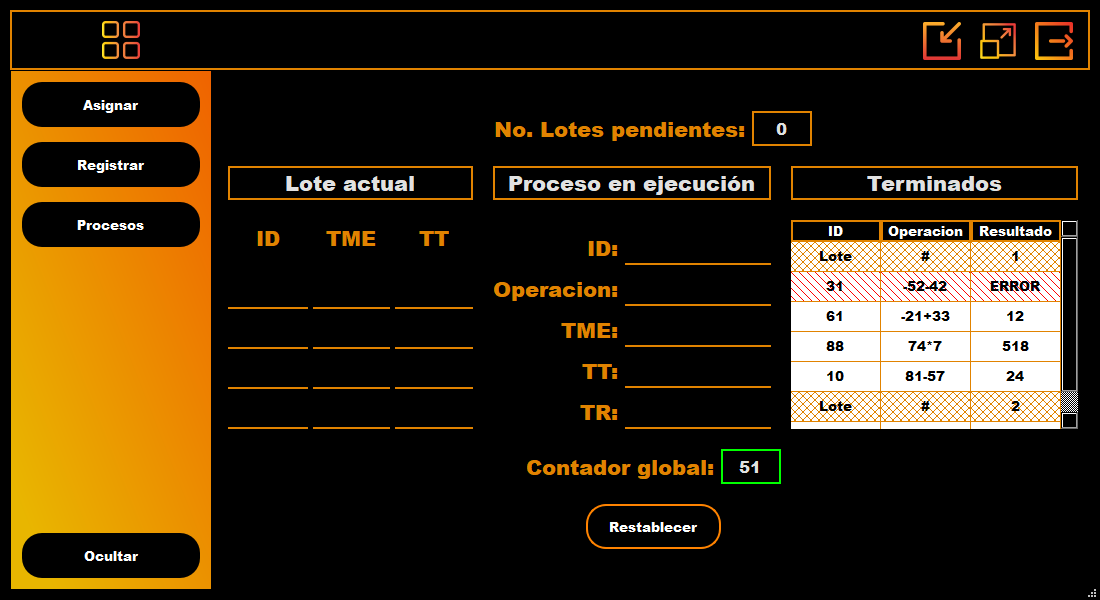 Asignar
Registrar
Procesos
Ocultar
No. Lotes pendientes: 0
Lote actual
ID TME TT
Proceso en ejecución
ID:
Operacion:
TME:
TT:
TR:
Terminados
ID Operacion Resultado
Lote # 1
31 -52-42 ERROR
61 -21+33 12
88 74*7 518
10 81-57 24
Lote # 2
Contador global: 51
Restablecer